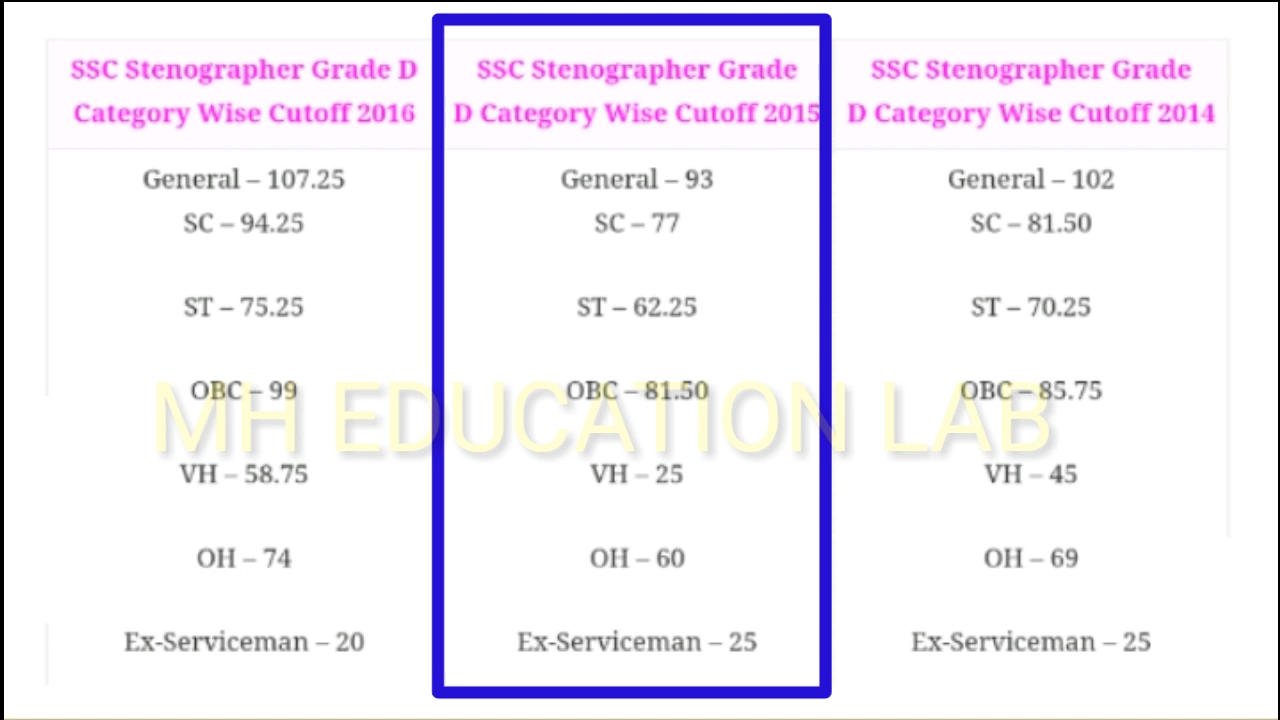 SSC Stenographer Grade D
Category Wise Cutoff 2016
General – 107.25
SC – 94.25
ST – 75.25
OBC – 99
VH – 58.75
OH – 74
Ex-Serviceman – 20
SSC Stenographer Grade
D Category Wise Cutoff 2015
General – 93
SC – 77
ST – 62.25
OBC – 81.50
VH – 25
OH – 60
Ex-Serviceman – 25
SSC Stenographer Grade
D Category Wise Cutoff 2014
General – 102
SC – 81.50
ST – 70.25
OBC – 85.75
VH – 45
OH – 69
Ex-Serviceman – 25
MH EDUCATION LAB